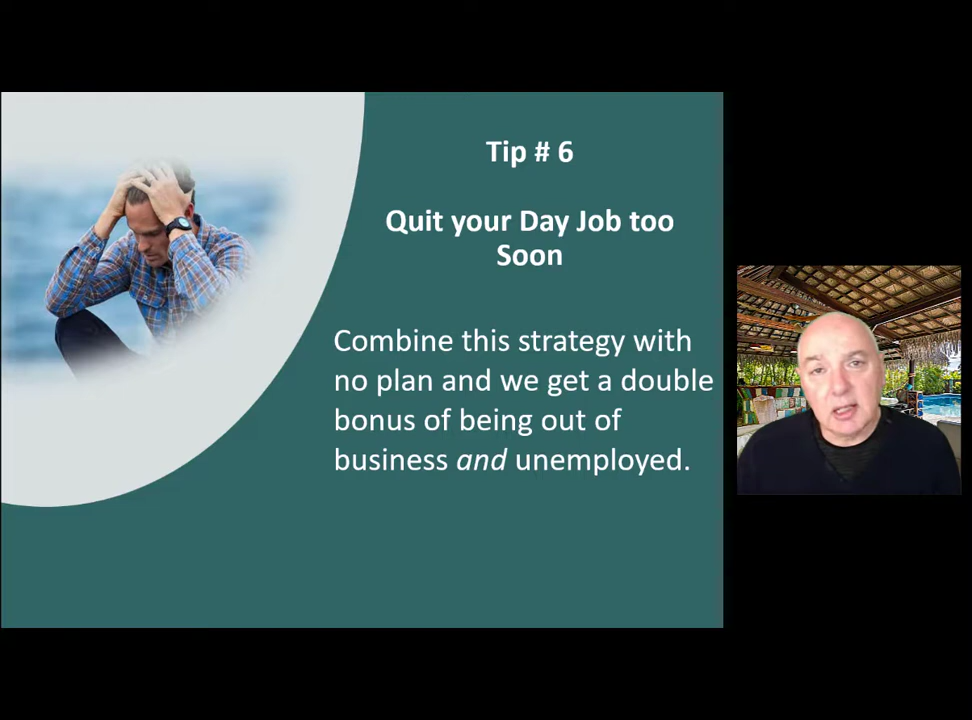 Tip # 6
Quit your Day Job too
Soon
Combine this strategy with
no plan and we get a double
bonus of being out of
business and unemployed.